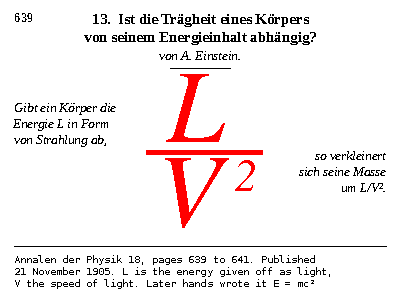 639
13. Ist die Trägheit eines Körpers
von seinem Energieinhalt abhängig?
von A. Einstein.
Gibt ein Körper die
Energie L in Form
von Strahlung ab,
L
V²
so verkleinert
sich seine Masse
um L/V².
Annalen der Physik 18, pages 639 to 641. Published
21 November 1905. L is the energy given off as light,
V the speed of light. Later hands wrote it E = mc²